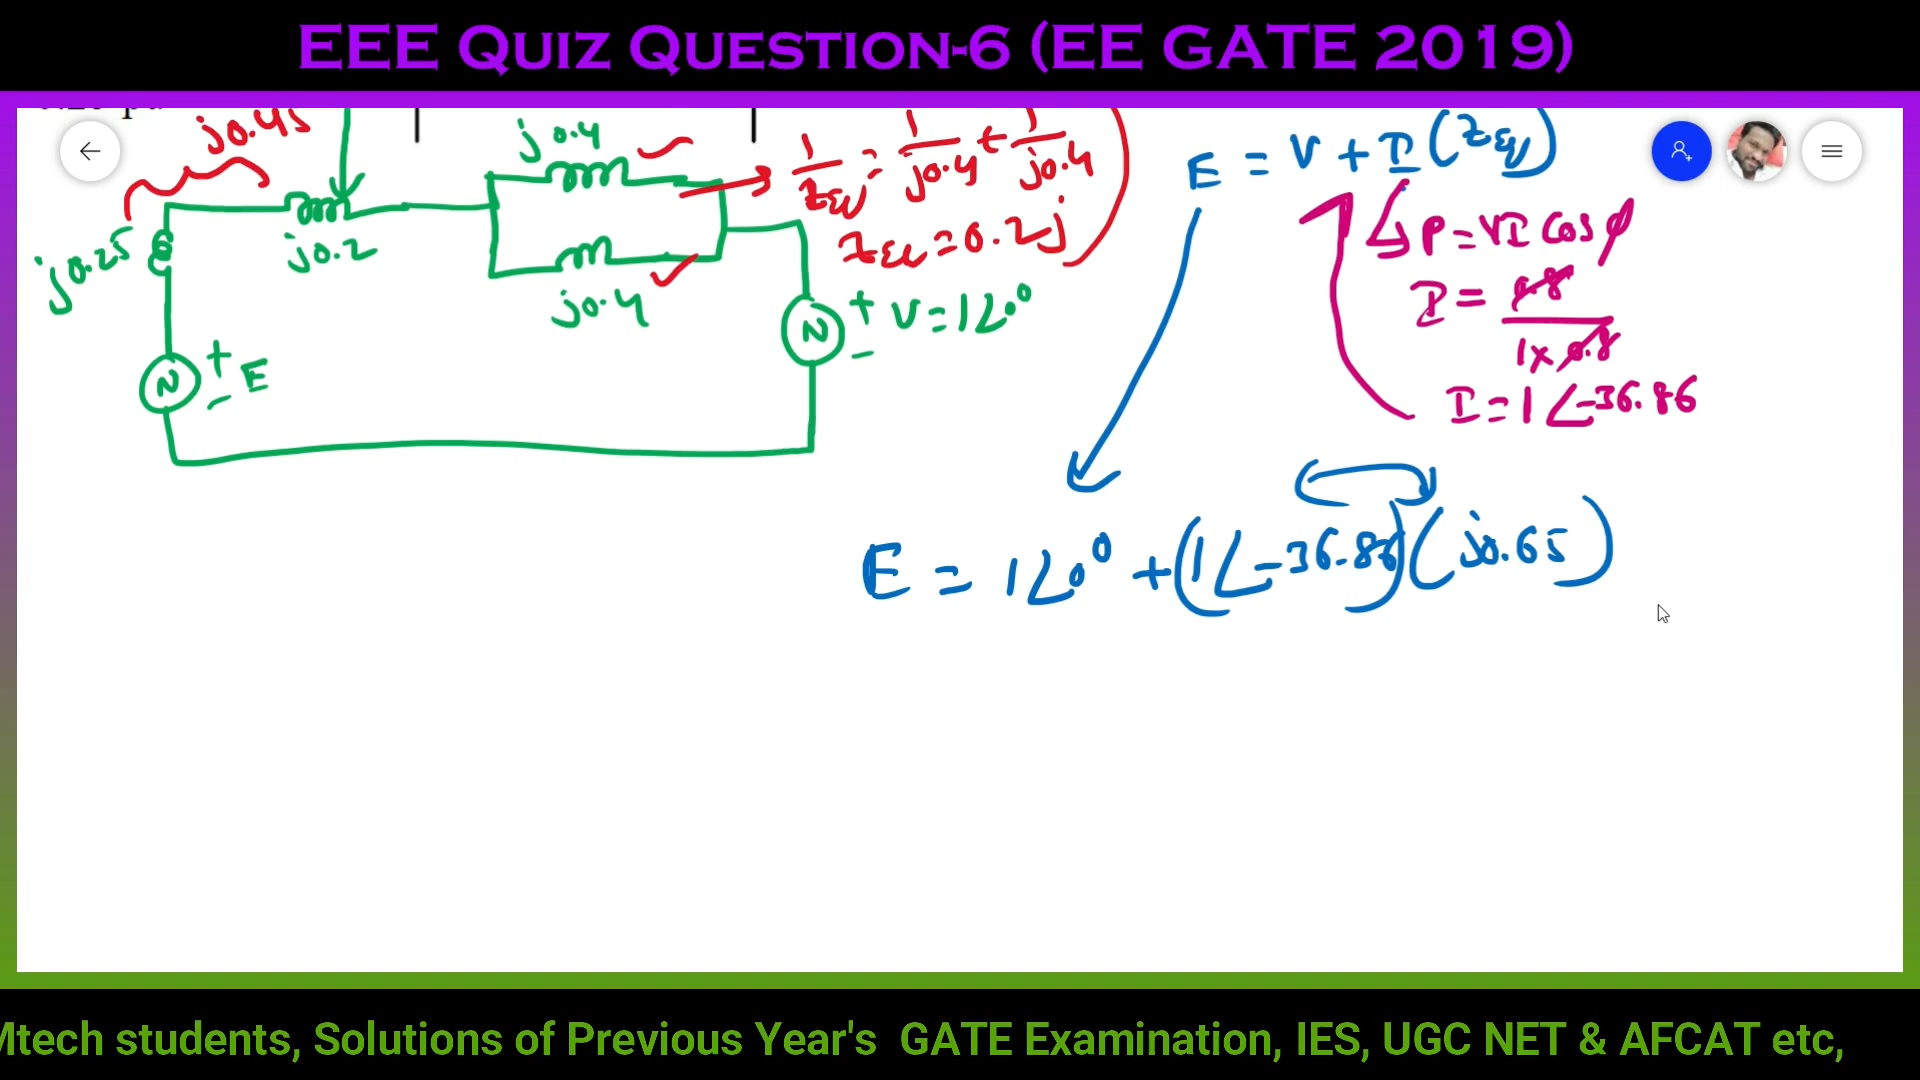 EEE QUIZ QUESTION-6 (EE GATE 2019)
j0.45
j0.4
1/Zeq = 1/j0.4 + 1/j0.4
E = V + I (Zeq)
j0.25
j0.2
Zeq = 0.2j
P = VI Cos φ
j0.4
+ V = 1∠0°
−
I = 0.8 / 1 x 0.8
+ E
−
I = 1∠-36.86
E = 1∠0° + (1∠-36.86) (j0.65)
Mtech students, Solutions of Previous Year's GATE Examination, IES, UGC NET & AFCAT etc,